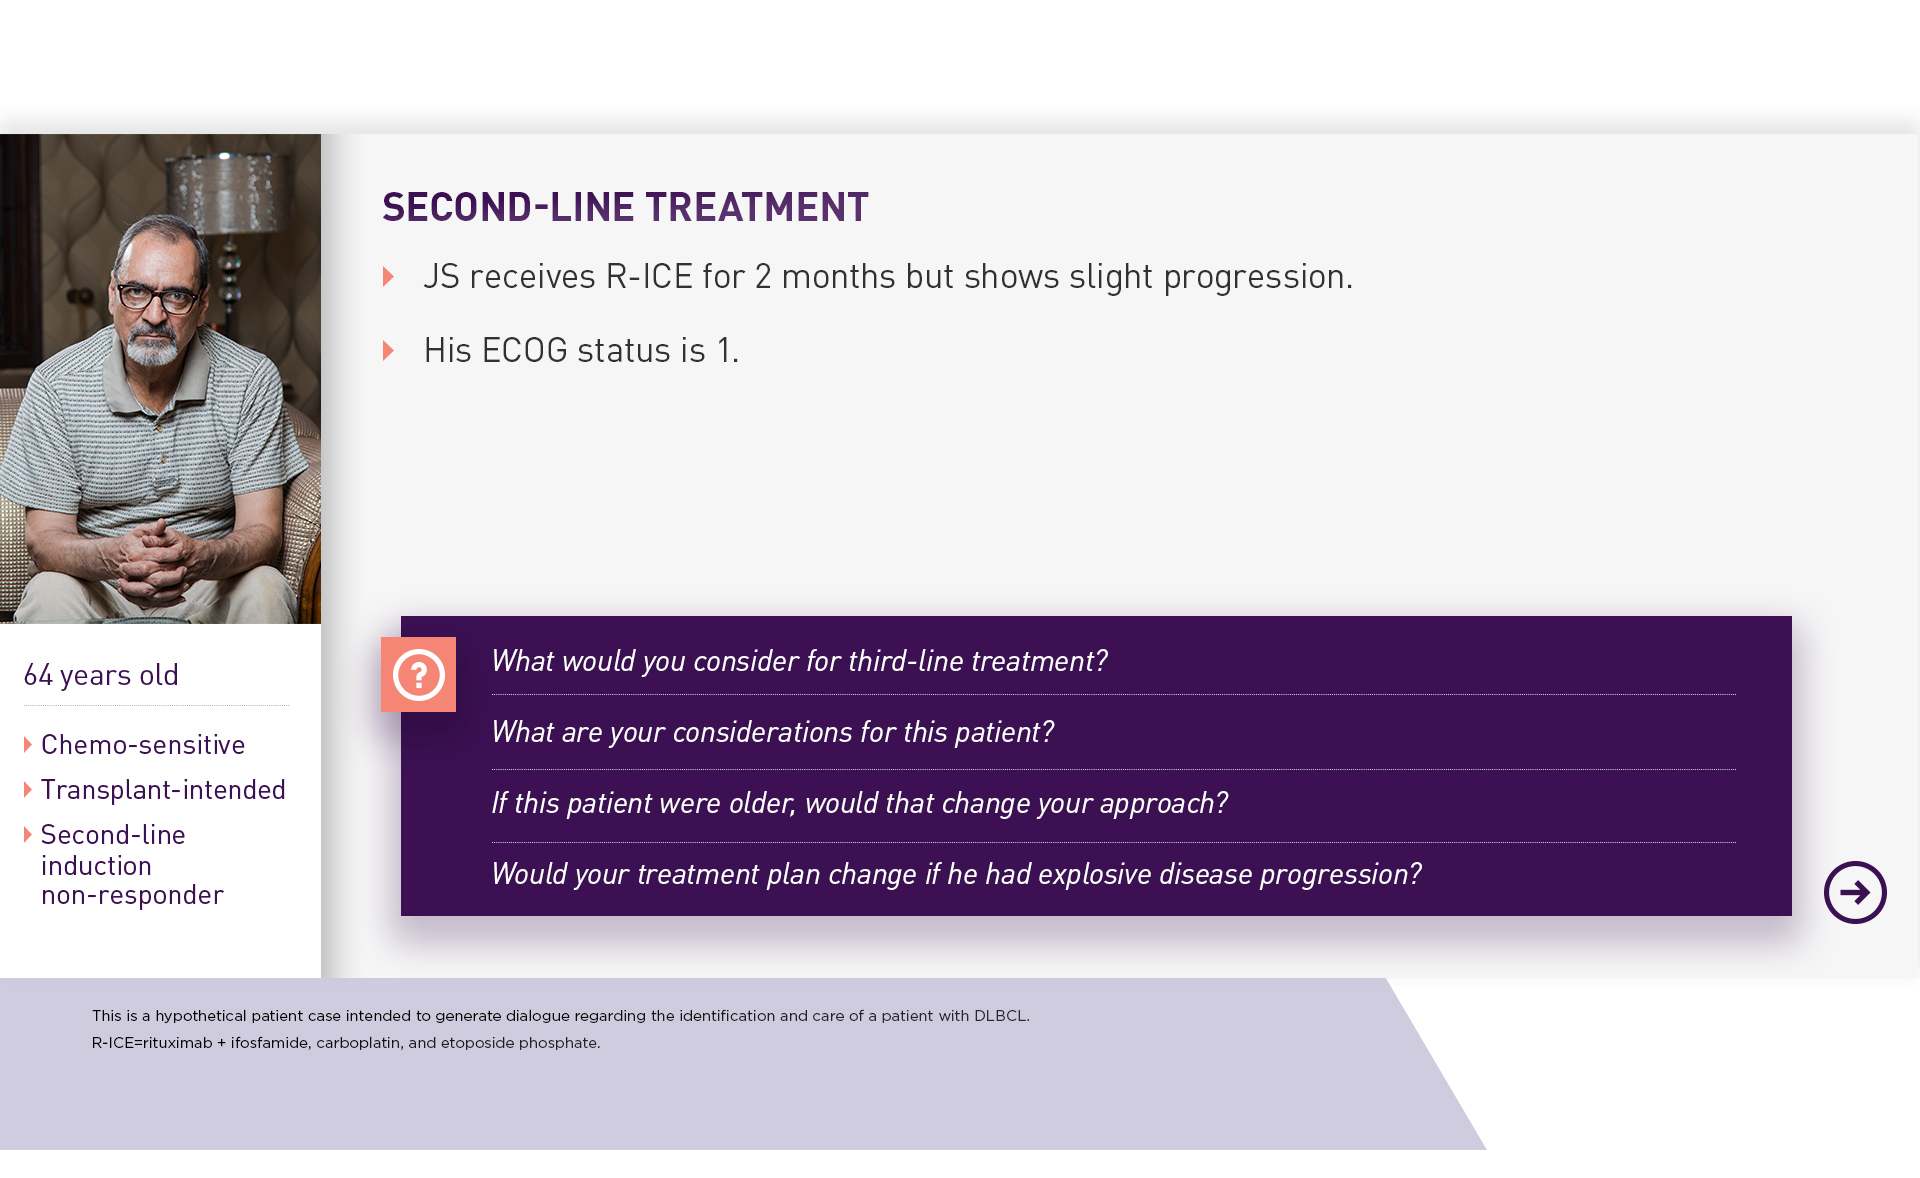 SECOND-LINE TREATMENT
JS receives R-ICE for 2 months but shows slight progression.
His ECOG status is 1.
64 years old
Chemo-sensitive
Transplant-intended
Second-line
induction
non-responder
?
What would you consider for third-line treatment?
What are your considerations for this patient?
If this patient were older, would that change your approach?
Would your treatment plan change if he had explosive disease progression?
This is a hypothetical patient case intended to generate dialogue regarding the identification and care of a patient with DLBCL.
R-ICE=rituximab + ifosfamide, carboplatin, and etoposide phosphate.